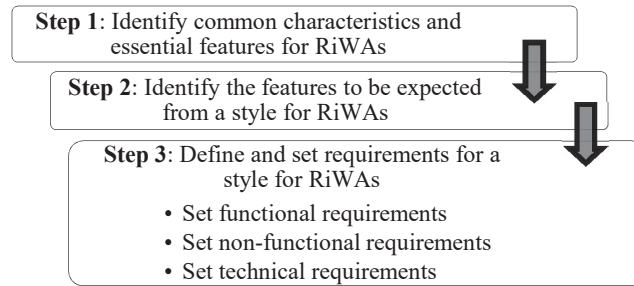 Step 1: Identify common characteristics and
essential features for RiWAs
Step 2: Identify the features to be expected
from a style for RiWAs
Step 3: Define and set requirements for a
style for RiWAs
• Set functional requirements
• Set non-functional requirements
• Set technical requirements